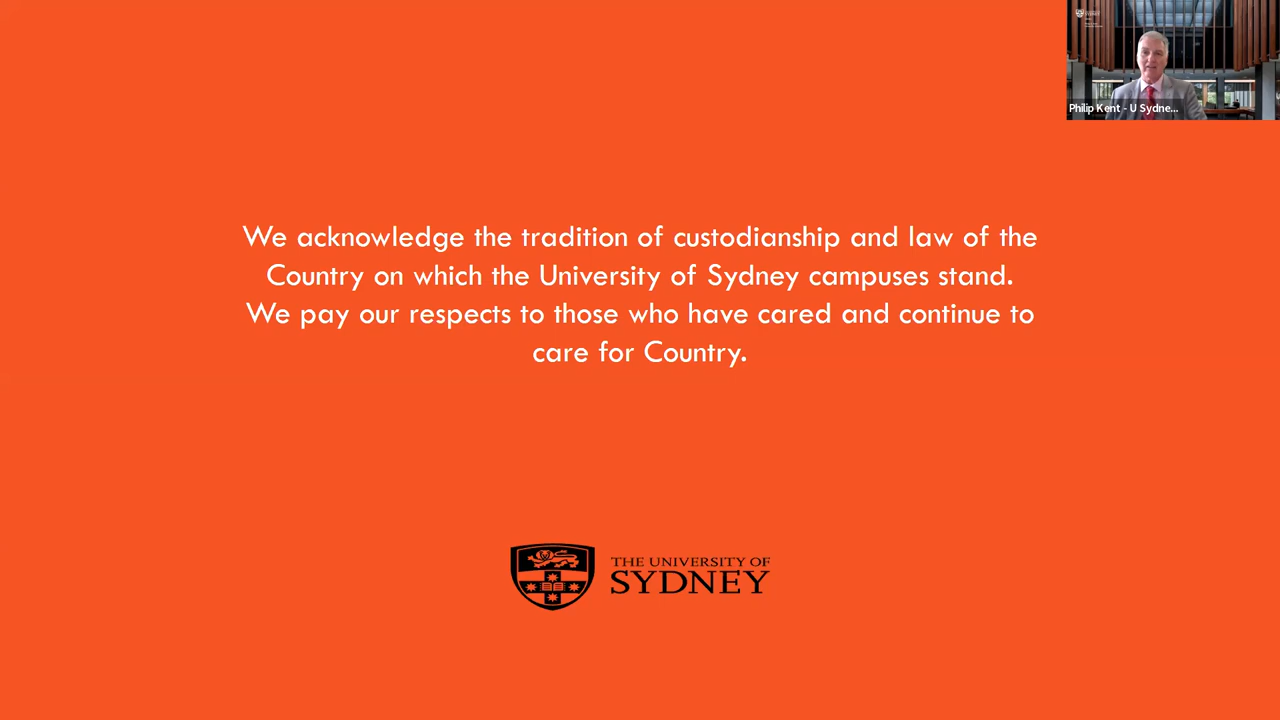 Philip Kent - U Sydne...
We acknowledge the tradition of custodianship and law of the
Country on which the University of Sydney campuses stand.
We pay our respects to those who have cared and continue to
care for Country.
THE UNIVERSITY OF
SYDNEY